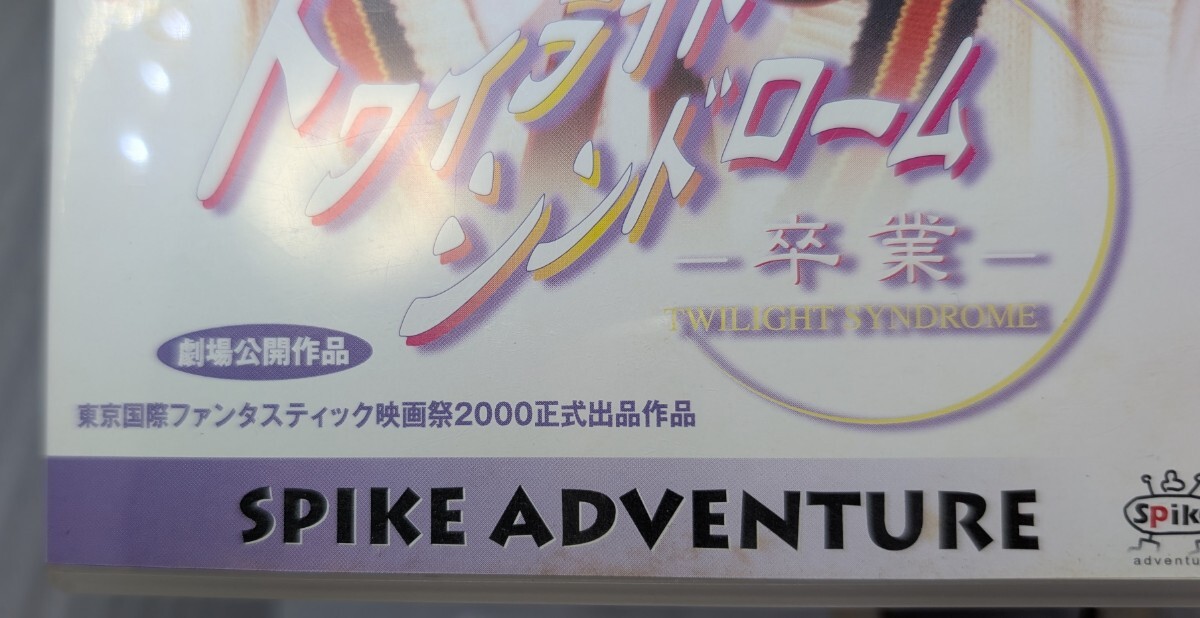 トワイライト
シンドローム
－卒業－
TWILIGHT SYNDROME
劇場公開作品
東京国際ファンタスティック映画祭2000正式出品作品
SPIKE ADVENTURE
Spike
adventu